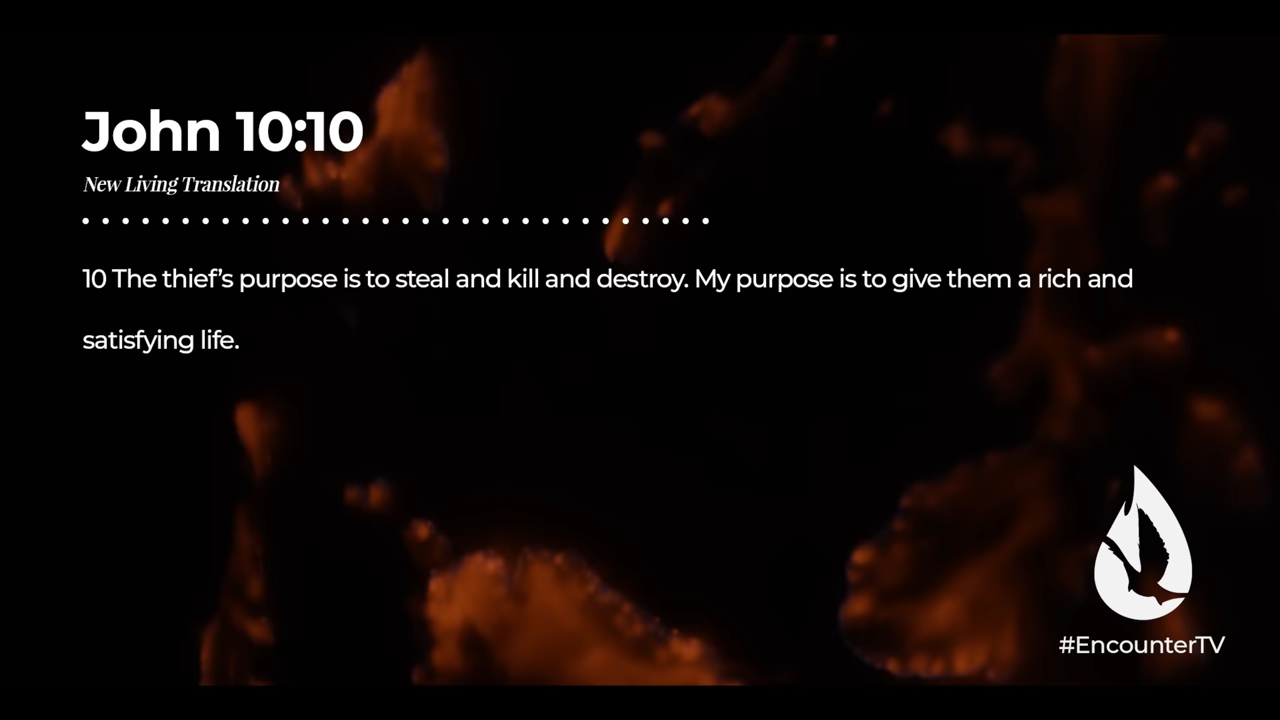 John 10:10
New Living Translation
10 The thief’s purpose is to steal and kill and destroy. My purpose is to give them a rich and
satisfying life.
#EncounterTV